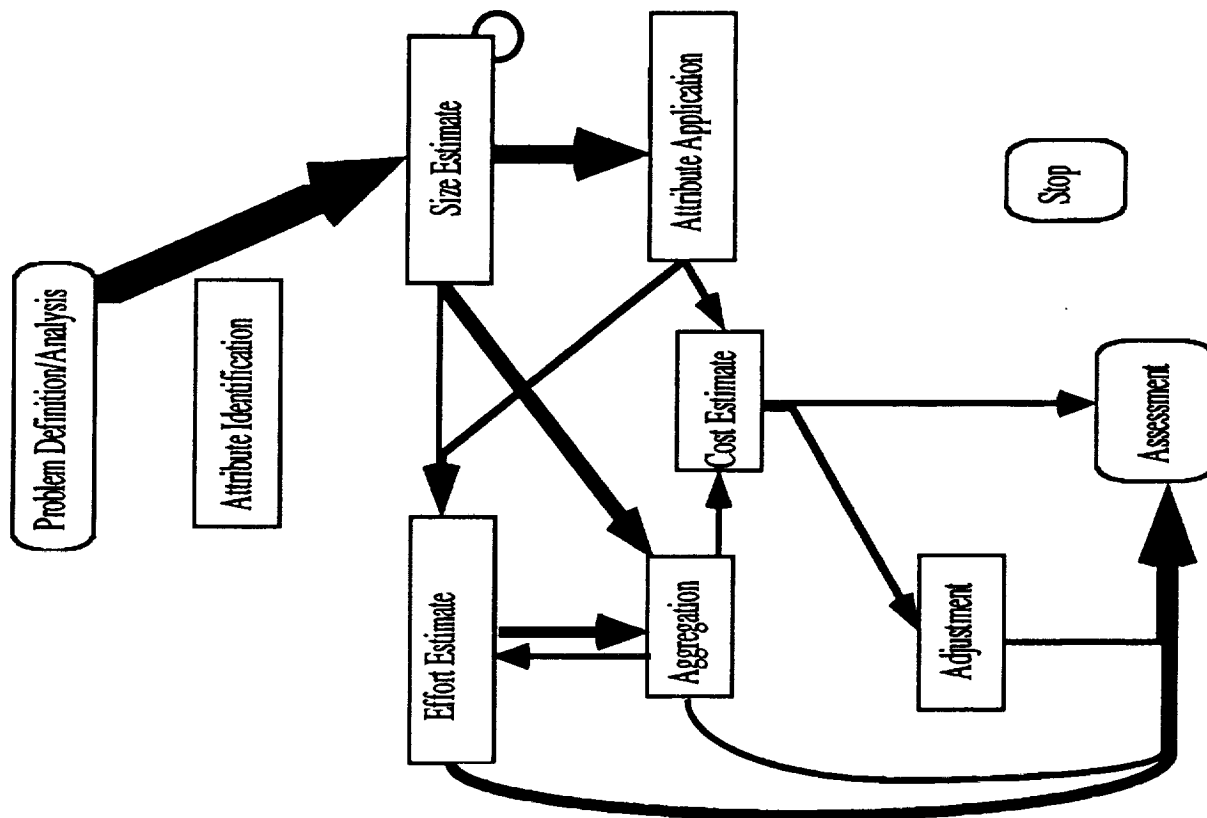 Problem Definition/Analysis
Attribute Identification
Size Estimate
Effort Estimate
Attribute Application
Aggregation
Cost Estimate
Adjustment
Stop
Assessment